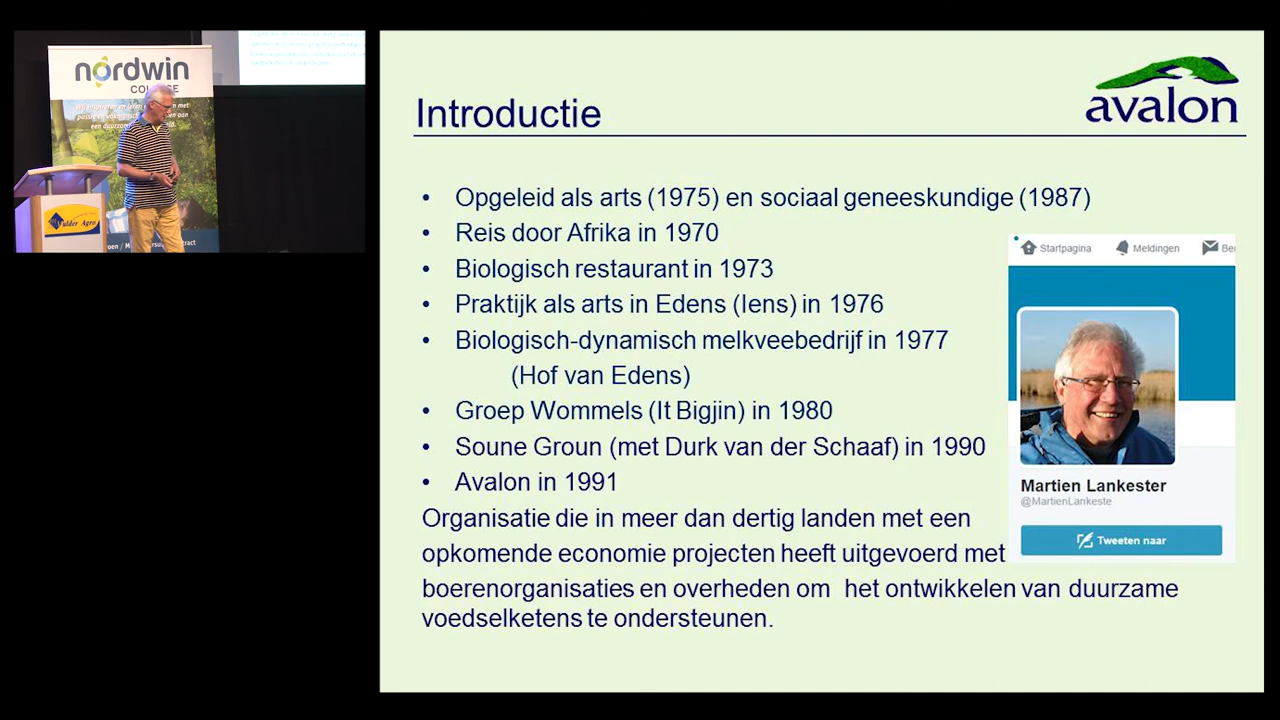 nordwin
COLLEGE
Introductie
avalon
• Opgeleid als arts (1975) en sociaal geneeskundige (1987)
• Reis door Afrika in 1970
• Biologisch restaurant in 1973
• Praktijk als arts in Edens (Iens) in 1976
• Biologisch-dynamisch melkveebedrijf in 1977
(Hof van Edens)
• Groep Wommels (It Bigjin) in 1980
• Soune Groun (met Durk van der Schaaf) in 1990
• Avalon in 1991
Organisatie die in meer dan dertig landen met een
opkomende economie projecten heeft uitgevoerd met
boerenorganisaties en overheden om het ontwikkelen van duurzame
voedselketens te ondersteunen.
Startpagina Meldingen
Martien Lankester
@MartienLankeste
Tweeten naar